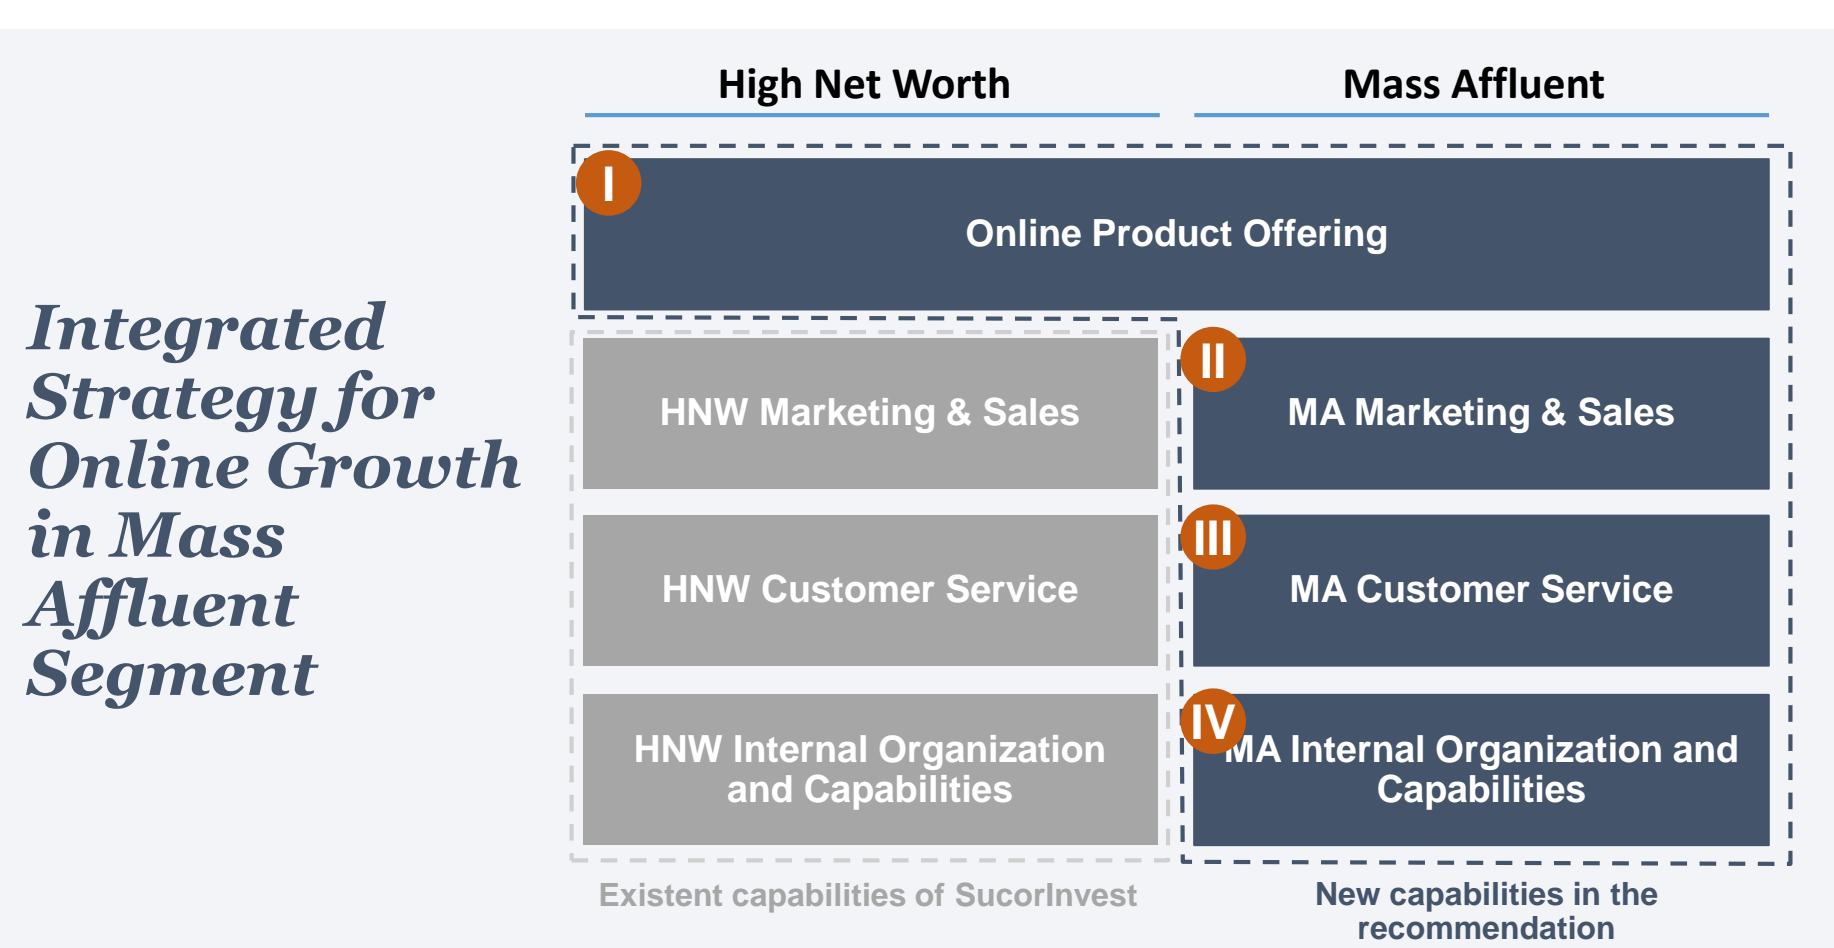 High Net Worth
Mass Affluent
Integrated
Strategy for
Online Growth
in Mass
Affluent
Segment
I
Online Product Offering
HNW Marketing & Sales
II
MA Marketing & Sales
HNW Customer Service
III
MA Customer Service
HNW Internal Organization
and Capabilities
IV
MA Internal Organization and
Capabilities
Existent capabilities of SucorInvest
New capabilities in the
recommendation